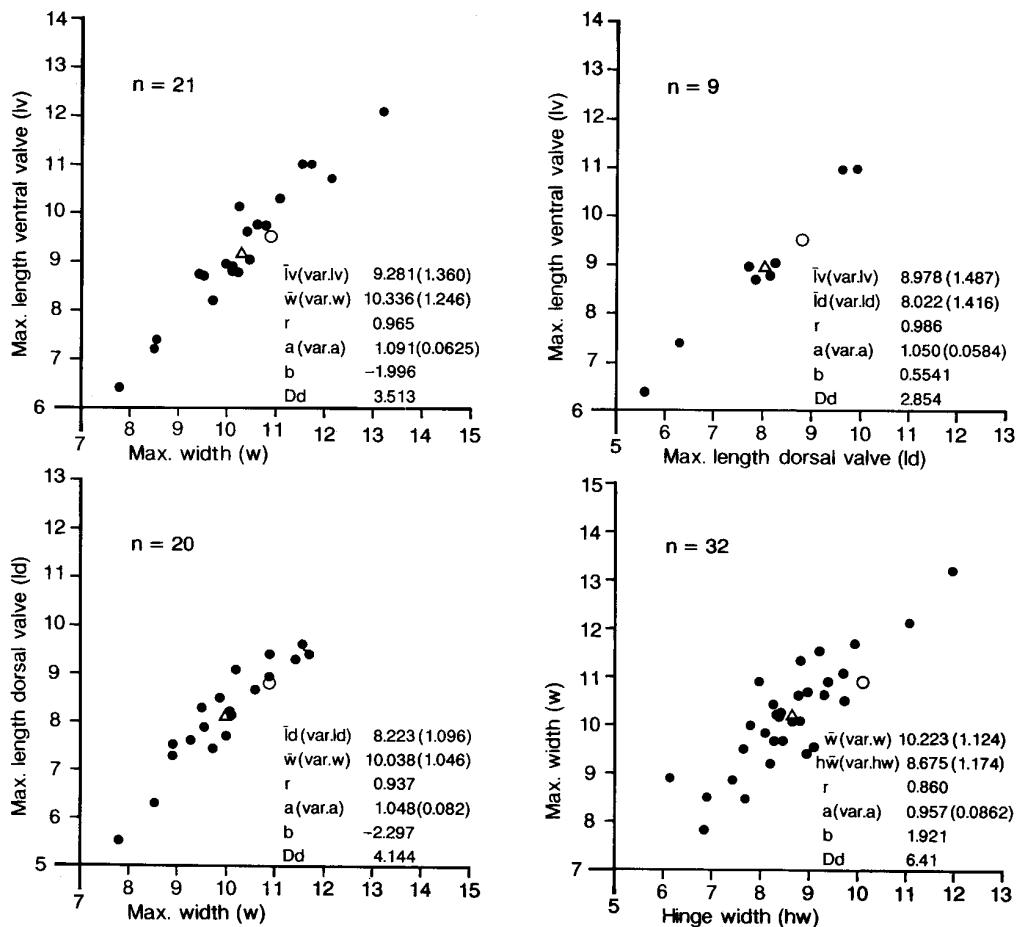 14
13
12
11
10
9
8
7
6
Max. length ventral valve (lv)
n = 21
l̄v(var.lv) 9.281(1.360)
w̄(var.w) 10.336(1.246)
r 0.965
a(var.a) 1.091(0.0625)
b −1.996
Dd 3.513
7 8 9 10 11 12 13 14 15
Max. width (w)
14
13
12
11
10
9
8
7
6
Max. length ventral valve (lv)
n = 9
l̄v(var.lv) 8.978(1.487)
l̄d(var.ld) 8.022(1.416)
r 0.986
a(var.a) 1.050(0.0584)
b 0.5541
Dd 2.854
5 6 7 8 9 10 11 12 13
Max. length dorsal valve (ld)
13
12
11
10
9
8
7
6
5
Max. length dorsal valve (ld)
n = 20
l̄d(var.ld) 8.223(1.096)
w̄(var.w) 10.038(1.046)
r 0.937
a(var.a) 1.048(0.082)
b −2.297
Dd 4.144
7 8 9 10 11 12 13 14 15
Max. width (w)
15
14
13
12
11
10
9
8
7
Max. width (w)
n = 32
w̄(var.w) 10.223(1.124)
hw̄(var.hw) 8.675(1.174)
r 0.860
a(var.a) 0.957(0.0862)
b 1.921
Dd 6.41
5 6 7 8 9 10 11 12 13
Hinge width (hw)